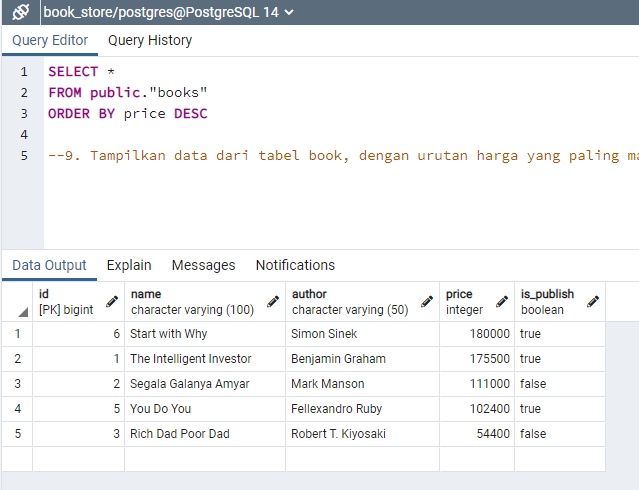 book_store/postgres@PostgreSQL 14
Query Editor Query History
1 SELECT *
2 FROM public."books"
3 ORDER BY price DESC
4
5 --9. Tampilkan data dari tabel book, dengan urutan harga yang paling
Data Output Explain Messages Notifications
id name author price is_publish
[PK] bigint character varying (100) character varying (50) integer boolean
1 6 Start with Why Simon Sinek 180000 true
2 1 The Intelligent Investor Benjamin Graham 175500 true
3 2 Segala Galanya Amyar Mark Manson 111000 false
4 5 You Do You Fellexandro Ruby 102400 true
5 3 Rich Dad Poor Dad Robert T. Kiyosaki 54400 false